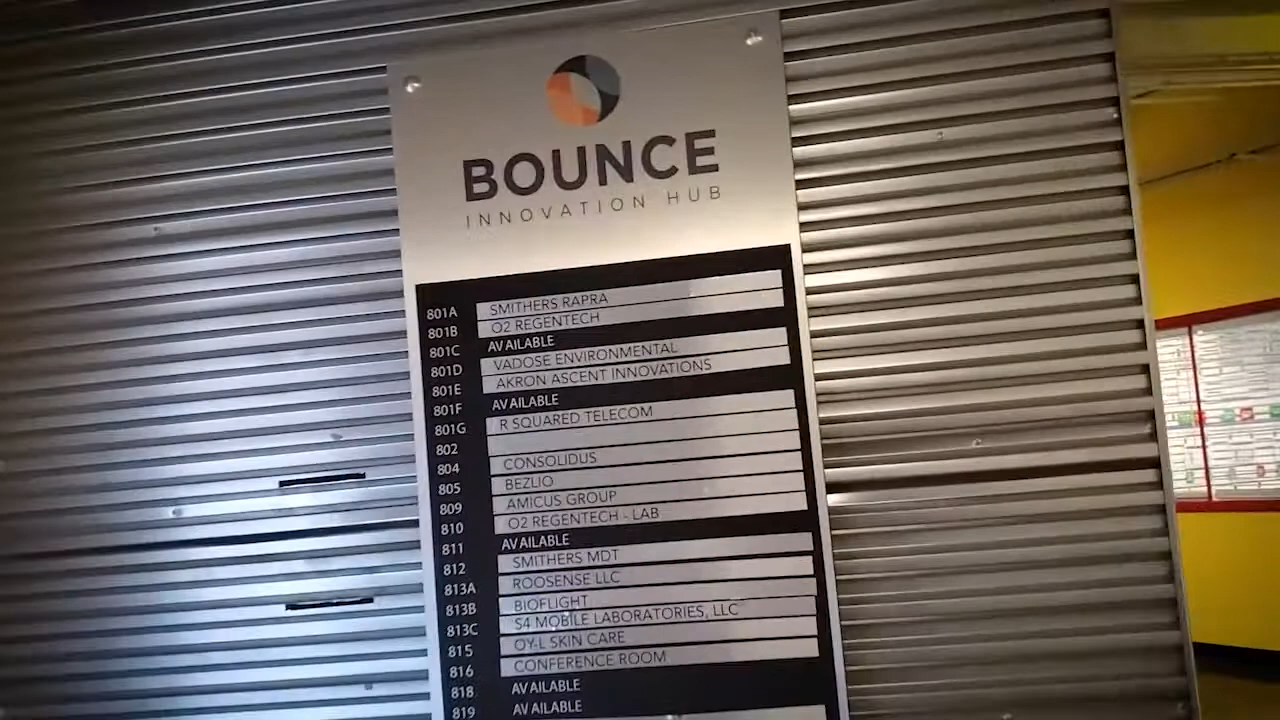 BOUNCE
INNOVATION HUB
801A SMITHERS RAPRA
801B O2 REGENTECH
801C AVAILABLE
801D VADOSE ENVIRONMENTAL
801E AKRON ASCENT INNOVATIONS
801F AVAILABLE
801G R SQUARED TELECOM
802
804 CONSOLIDUS
805 BEZLIO
809 AMICUS GROUP
810 O2 REGENTECH - LAB
811 AVAILABLE
812 SMITHERS MDT
813A ROOSENSE LLC
813B BIOFLIGHT
813C S4 MOBILE LABORATORIES, LLC
815 OY-L SKIN CARE
816 CONFERENCE ROOM
818 AVAILABLE
819 AVAILABLE